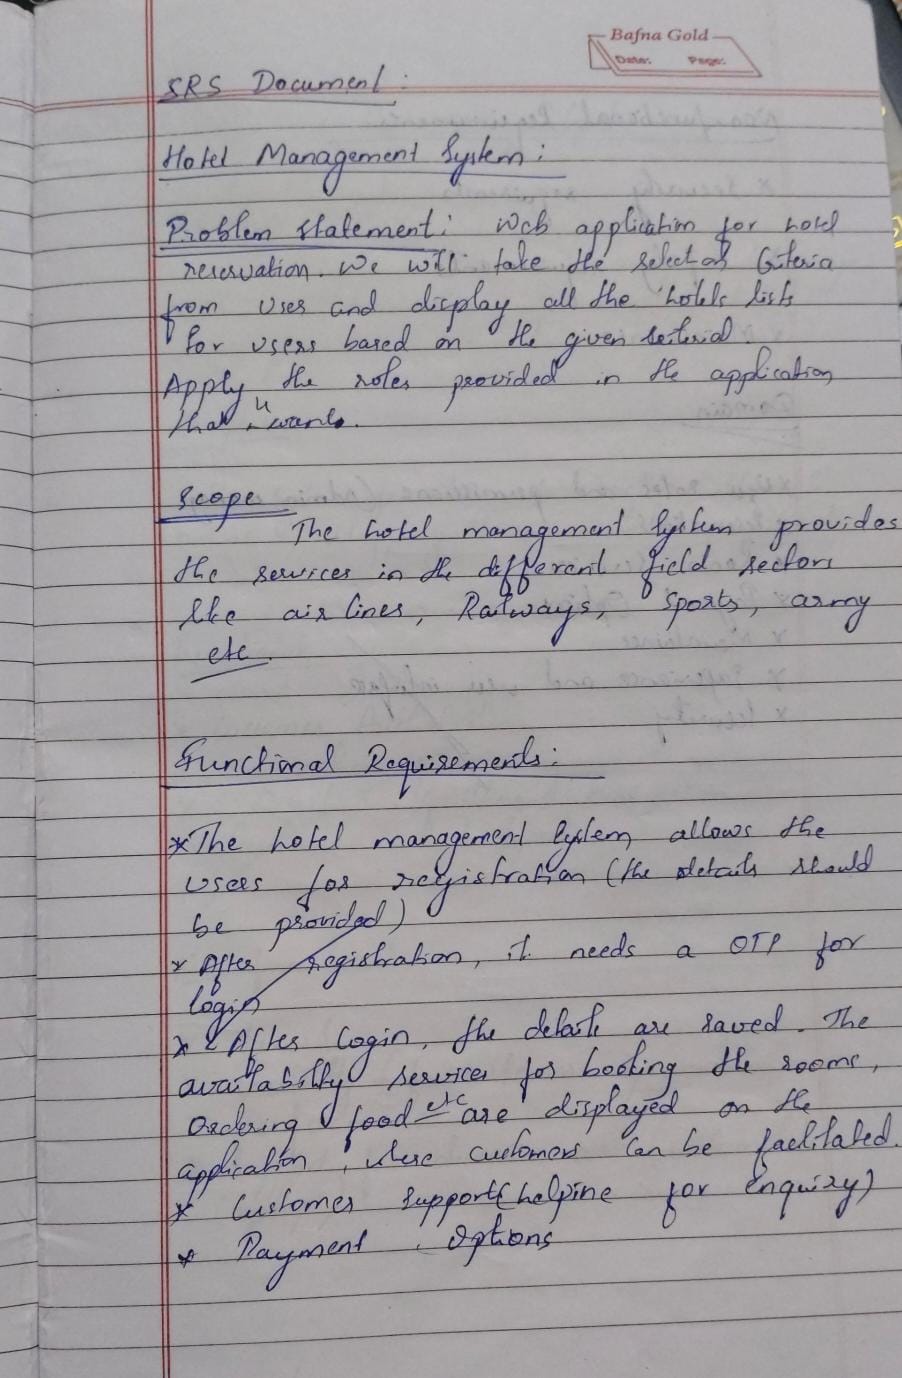 Bafna Gold
Date: Page:
SRS Document :
Hotel Management System :
Problem statement : Web application for hotel
reservation. We will take the selection Criteria
from Uses and display all the hotels lists
for users based on the given
Apply the roles provided in the application
that it wants.
Scope
The hotel management System provides
the services in the different field sectors
like air lines, Railways, Sports, army
etc.
Functional Requirements :
* The hotel management System allows the
users for registration (the details should
be provided)
* After registration, it needs a OTP for
login
* After login, the details are saved. The
availability services for booking the rooms,
Ordering food etc are displayed on the
application, where customers can be facilitated.
* Customer Support (helpine for Enquiry)
* Payment Options